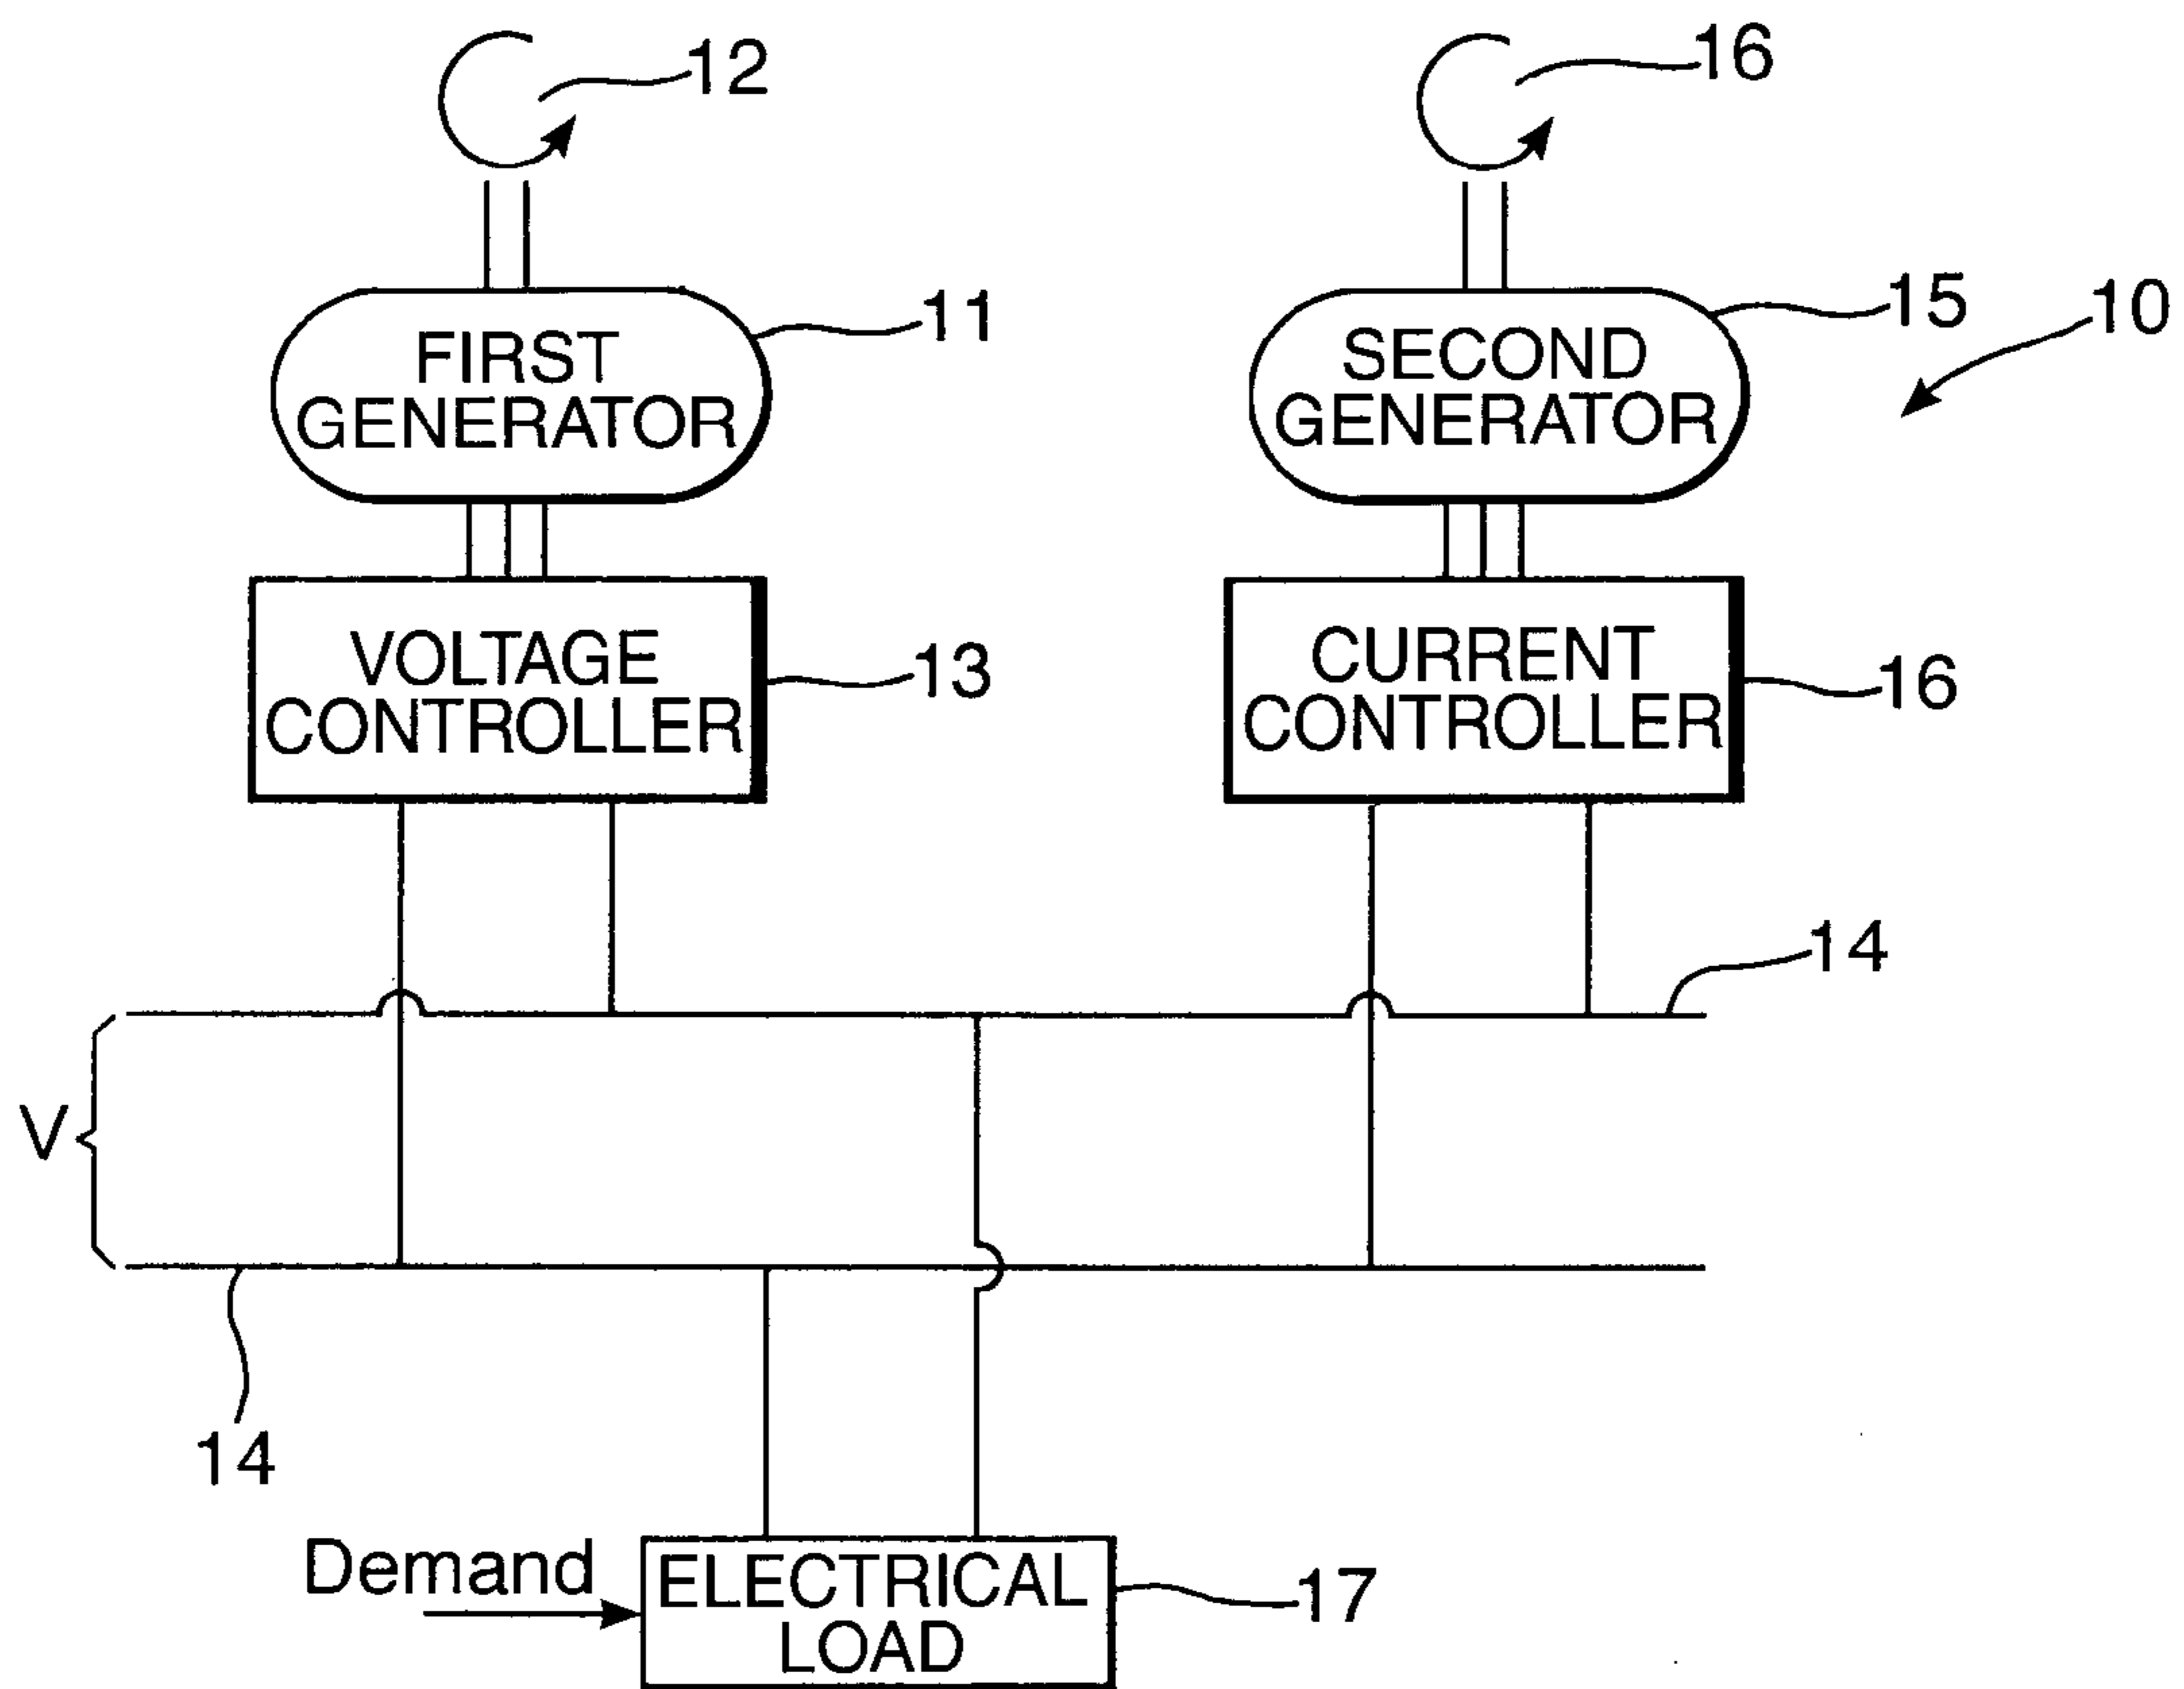 12
16
11
15
10
FIRST
GENERATOR
SECOND
GENERATOR
VOLTAGE
CONTROLLER
13
CURRENT
CONTROLLER
16
14
V
14
Demand
ELECTRICAL
LOAD
17